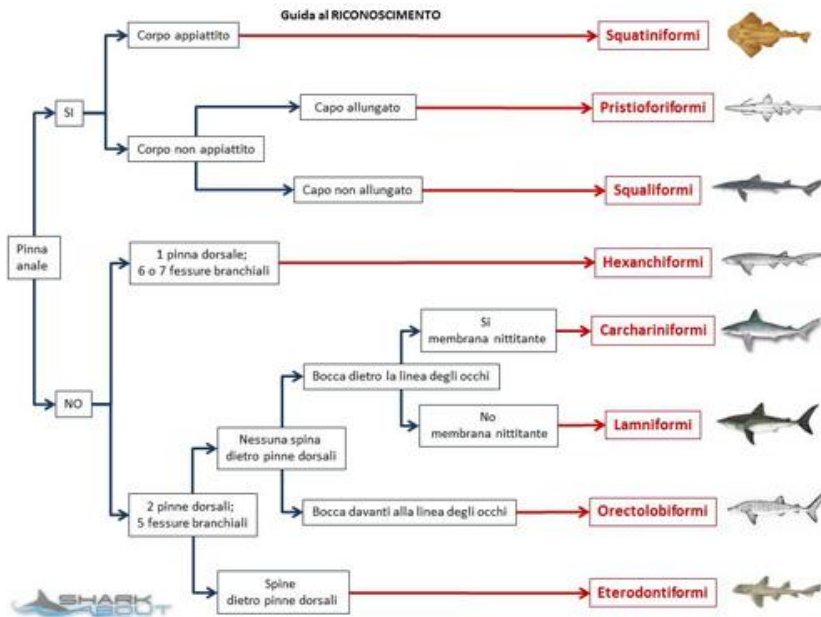 Guida al RICONOSCIMENTO
Corpo appiattito
Squatiniformi
SI
Capo allungato
Pristioforiformi
Corpo non appiattito
Capo non allungato
Squaliformi
Pinna
anale
1 pinna dorsale;
6 o 7 fessure branchiali
Hexanchiformi
Si
membrana nittitante
Carchariniformi
Bocca dietro la linea degli occhi
NO
No
membrana nittitante
Lamniformi
Nessuna spina
dietro pinne dorsali
2 pinne dorsali;
5 fessure branchiali
Bocca davanti alla linea degli occhi
Orectolobiformi
Spine
dietro pinne dorsali
Eterodontiformi
SHARK
ABOUT